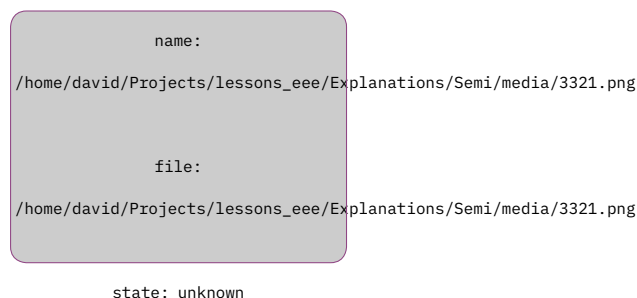 name:
/home/david/Projects/lessons_eee/Explanations/Semi/media/3321.png
file:
/home/david/Projects/lessons_eee/Explanations/Semi/media/3321.png
state: unknown